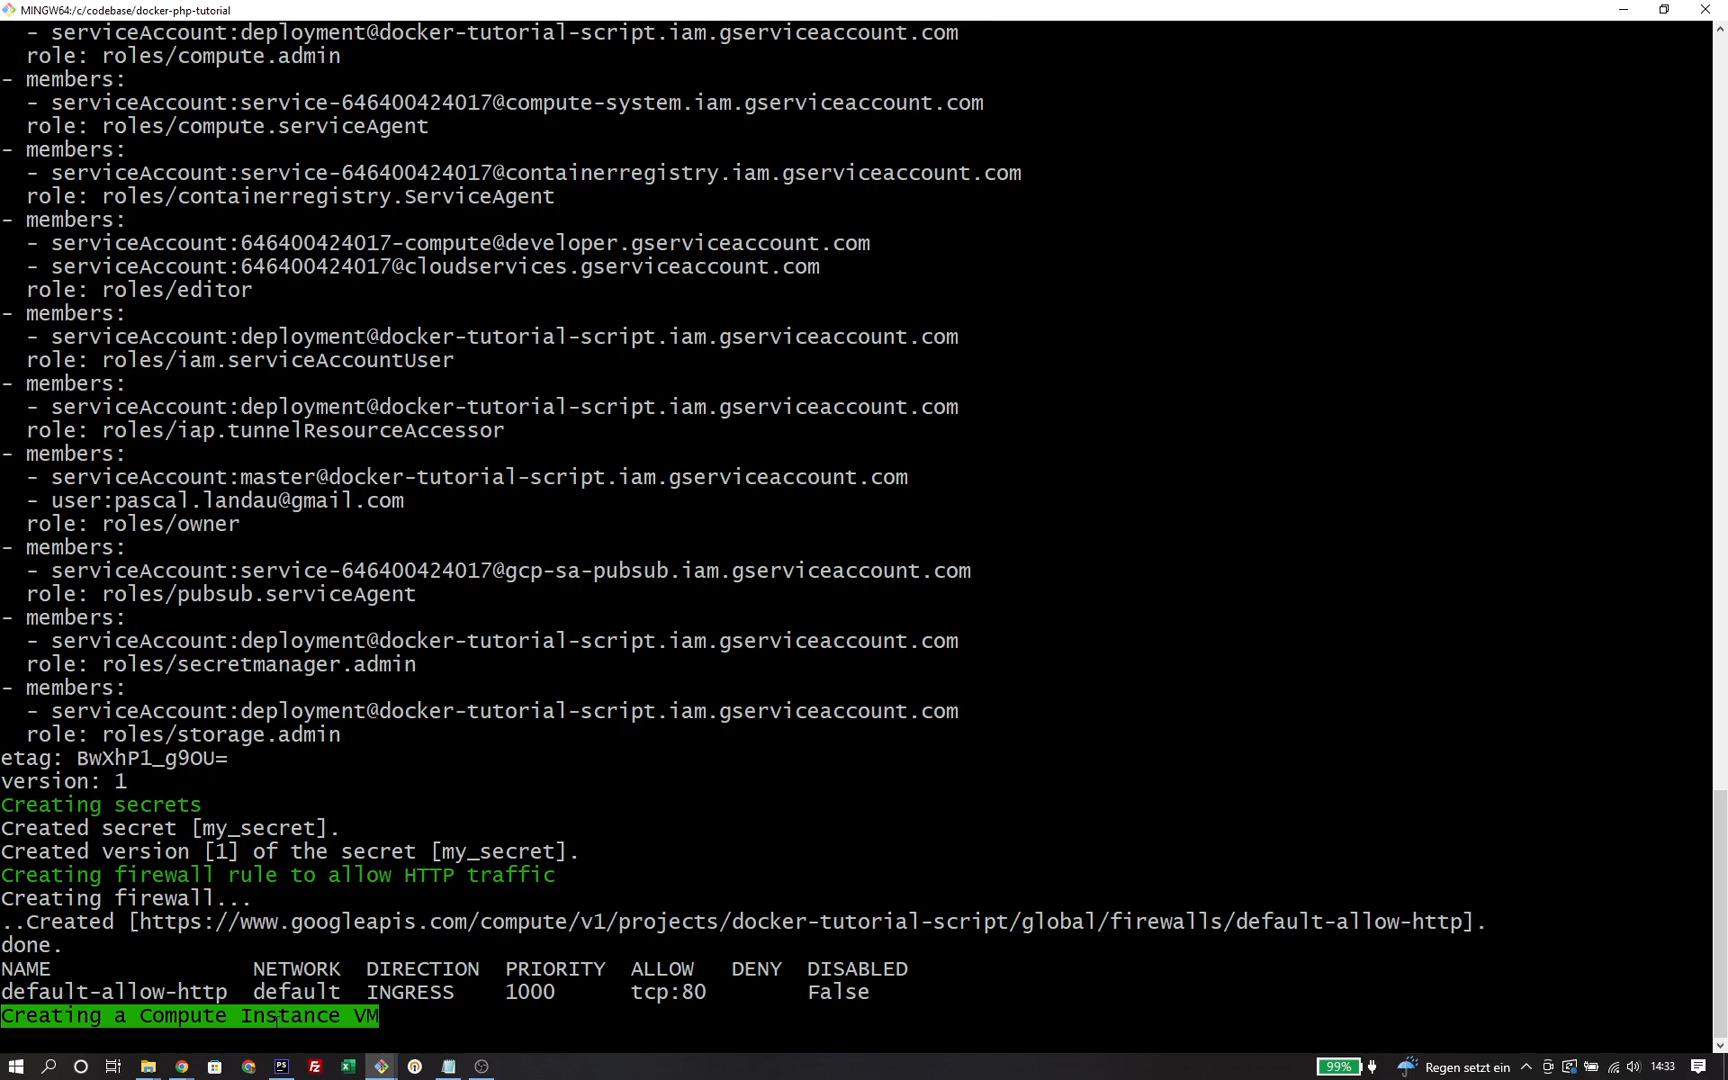 MINGW64:/c/codebase/docker-php-tutorial
- serviceAccount:deployment@docker-tutorial-script.iam.gserviceaccount.com
role: roles/compute.admin
- members:
- serviceAccount:service-646400424017@compute-system.iam.gserviceaccount.com
role: roles/compute.serviceAgent
- members:
- serviceAccount:service-646400424017@containerregistry.iam.gserviceaccount.com
role: roles/containerregistry.ServiceAgent
- members:
- serviceAccount:646400424017-compute@developer.gserviceaccount.com
- serviceAccount:646400424017@cloudservices.gserviceaccount.com
role: roles/editor
- members:
- serviceAccount:deployment@docker-tutorial-script.iam.gserviceaccount.com
role: roles/iam.serviceAccountUser
- members:
- serviceAccount:deployment@docker-tutorial-script.iam.gserviceaccount.com
role: roles/iap.tunnelResourceAccessor
- members:
- serviceAccount:master@docker-tutorial-script.iam.gserviceaccount.com
- user:pascal.landau@gmail.com
role: roles/owner
- members:
- serviceAccount:service-646400424017@gcp-sa-pubsub.iam.gserviceaccount.com
role: roles/pubsub.serviceAgent
- members:
- serviceAccount:deployment@docker-tutorial-script.iam.gserviceaccount.com
role: roles/secretmanager.admin
- members:
- serviceAccount:deployment@docker-tutorial-script.iam.gserviceaccount.com
role: roles/storage.admin
etag: BwXhP1_g9OU=
version: 1
Creating secrets
Created secret [my_secret].
Created version [1] of the secret [my_secret].
Creating firewall rule to allow HTTP traffic
Creating firewall...
..Created [https://www.googleapis.com/compute/v1/projects/docker-tutorial-script/global/firewalls/default-allow-http].
done.
NAME NETWORK DIRECTION PRIORITY ALLOW DENY DISABLED
default-allow-http default INGRESS 1000 tcp:80 False
Creating a Compute Instance VM
99% Regen setzt ein 14:33